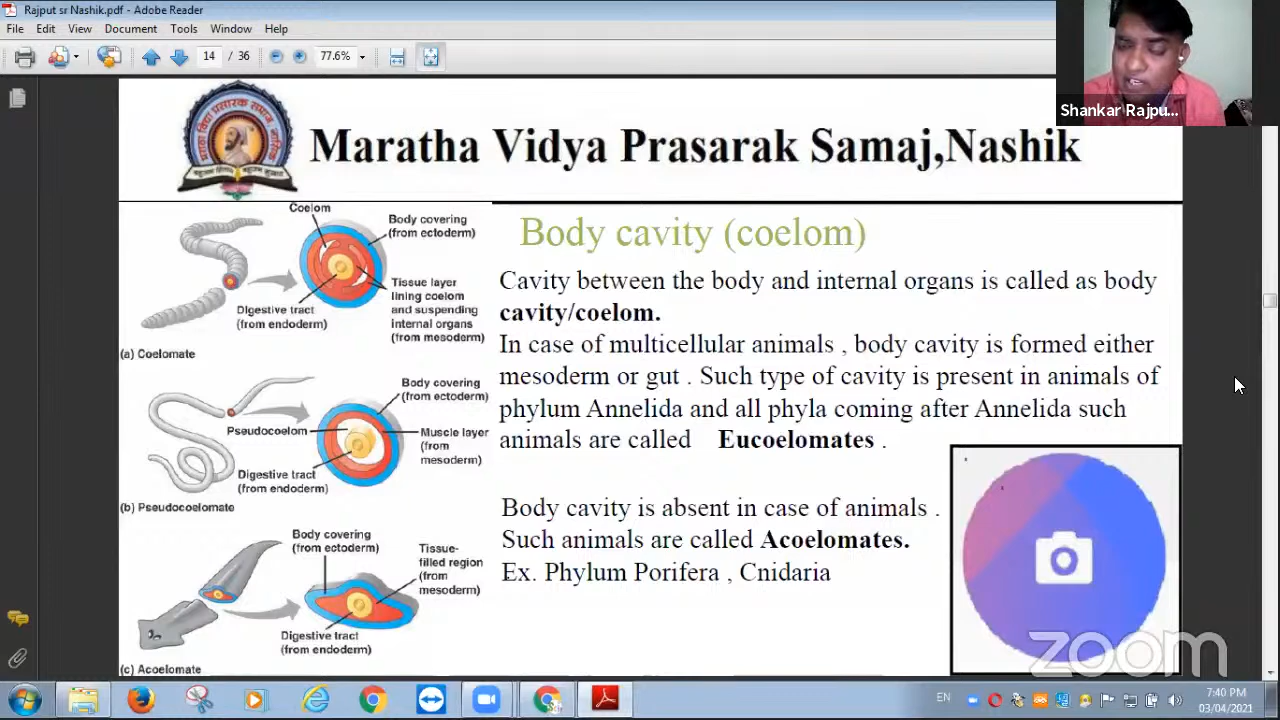 Rajput sr Nashik.pdf - Adobe Reader
File Edit View Document Tools Window Help
14 / 36 77.6%
Shankar Rajpu...
Maratha Vidya Prasarak Samaj,Nashik
Body cavity (coelom)
Cavity between the body and internal organs is called as body
cavity/coelom.
In case of multicellular animals , body cavity is formed either
mesoderm or gut . Such type of cavity is present in animals of
phylum Annelida and all phyla coming after Annelida such
animals are called Eucoelomates .
Body cavity is absent in case of animals .
Such animals are called Acoelomates.
Ex. Phylum Porifera , Cnidaria
Coelom
Body covering
(from ectoderm)
Tissue layer
lining coelom
and suspending
internal organs
(from mesoderm)
Digestive tract
(from endoderm)
(a) Coelomate
Body covering
(from ectoderm)
Pseudocoelom
Muscle layer
(from
mesoderm)
Digestive tract
(from endoderm)
(b) Pseudocoelomate
Body covering
(from ectoderm)
Tissue-
filled region
(from
mesoderm)
Digestive tract
(from endoderm)
(c) Acoelomate
zoom
EN
7:40 PM
03/04/2021